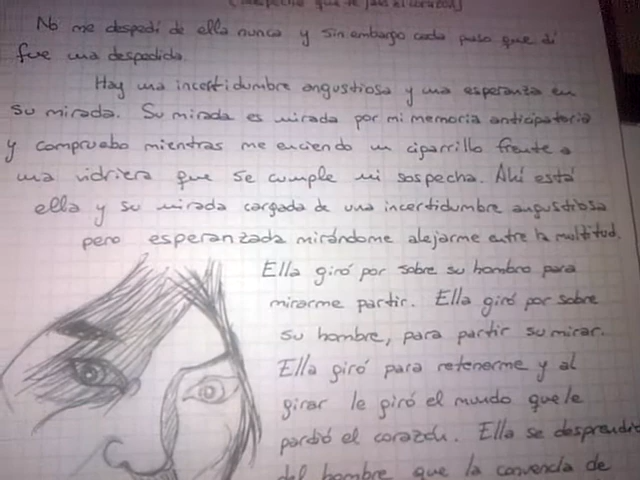 que te
No me despedí de ella nunca y sin embargo cada paso que di
fue una despedida.
Hay una incertidumbre angustiosa y una esperanza en
su mirada. Su mirada es mirada por mi memoria anticipatoria
y compruebo mientras me enciendo un cigarrillo frente a
una vidriera que se cumple mi sospecha. Ahí está
ella y su mirada cargada de una incertidumbre angustiosa
pero esperanzada mirándome alejarme entre la multitud.
Ella giró por sobre su hombro para
mirarme partir. Ella giró por sobre
su hombre, para partir su mirar.
Ella giró para retenerme y al
girar le giró el mundo que le
pardió el corazón. Ella se desprendió
del hombre que la convencía de